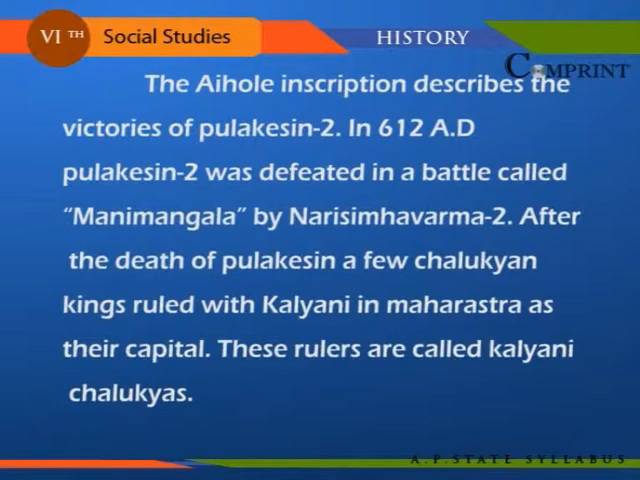 VI TH Social Studies HISTORY
COMPRINT
The Aihole inscription describes the
victories of pulakesin-2. In 612 A.D
pulakesin-2 was defeated in a battle called
“Manimangala” by Narisimhavarma-2. After
the death of pulakesin a few chalukyan
kings ruled with Kalyani in maharastra as
their capital. These rulers are called kalyani
chalukyas.
A.P.STATE SYLLABUS